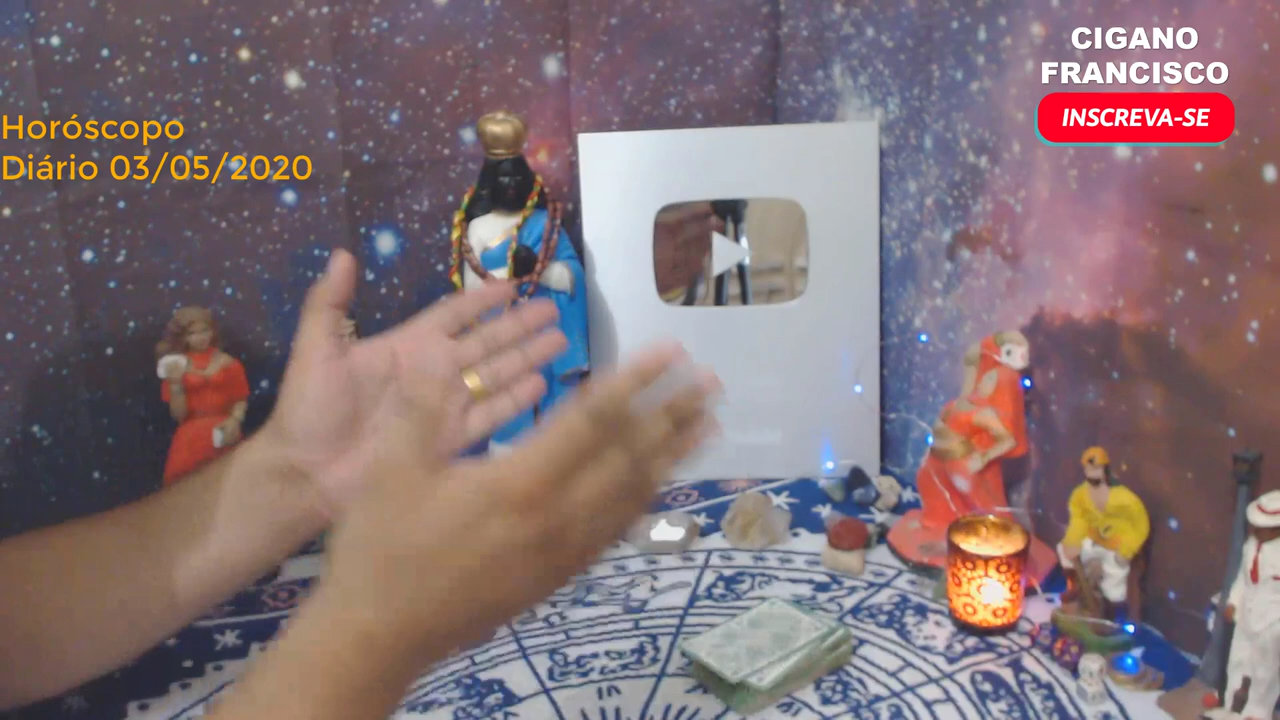 CIGANO
FRANCISCO
INSCREVA-SE
Horóscopo
Diário 03/05/2020